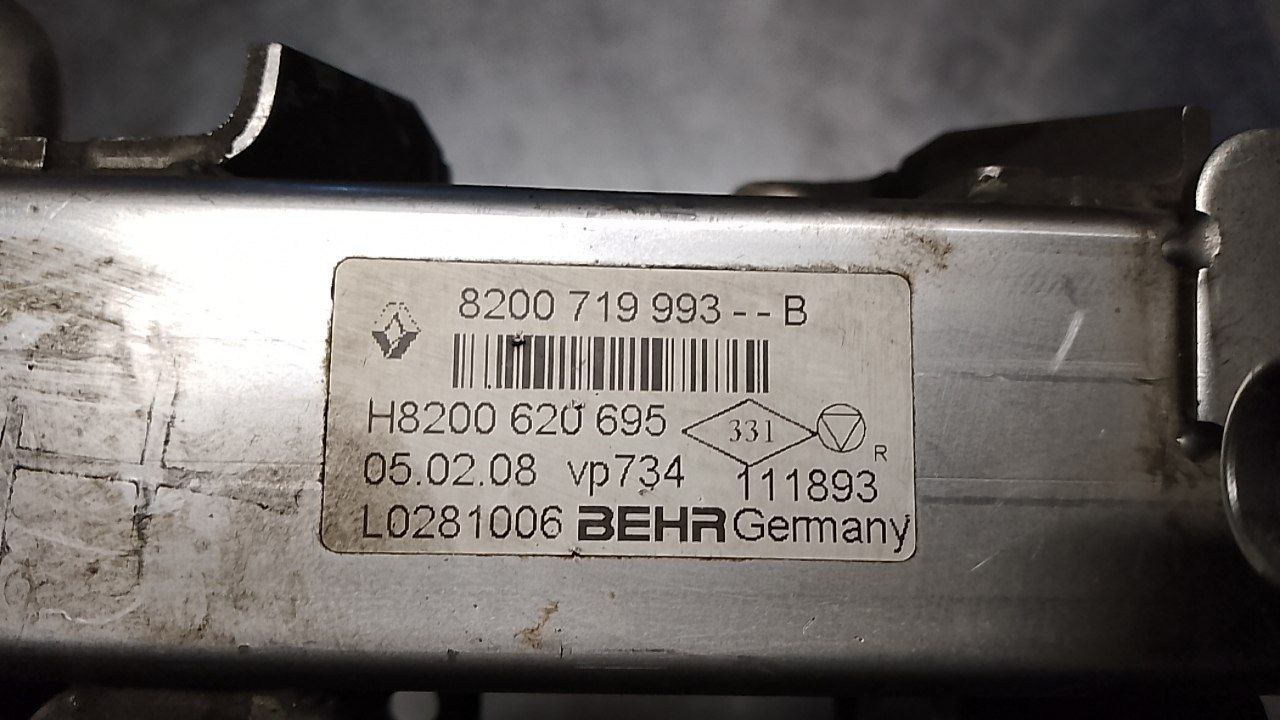 8200 719 993 - - B
H8200 620 695 331 R
05.02.08 vp734 111893
L0281006 BEHR Germany